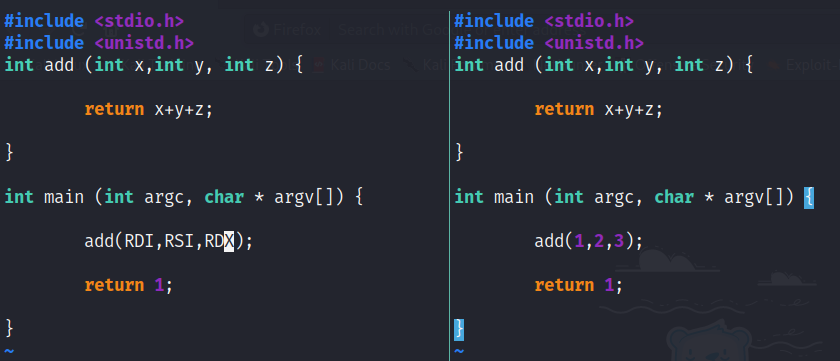 #include <stdio.h>
#include <unistd.h>
int add (int x,int y, int z) {
return x+y+z;
}
int main (int argc, char * argv[]) {
add(RDI,RSI,RDX);
return 1;
}
~
#include <stdio.h>
#include <unistd.h>
int add (int x,int y, int z) {
return x+y+z;
}
int main (int argc, char * argv[]) {
add(1,2,3);
return 1;
}
~